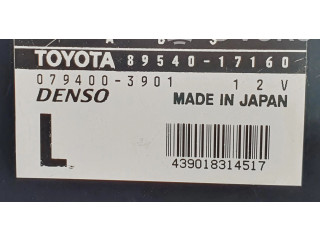 A B S
TOYOTA 89540-17160
079400-3901 12V
DENSO MADE IN JAPAN
L
439018314517